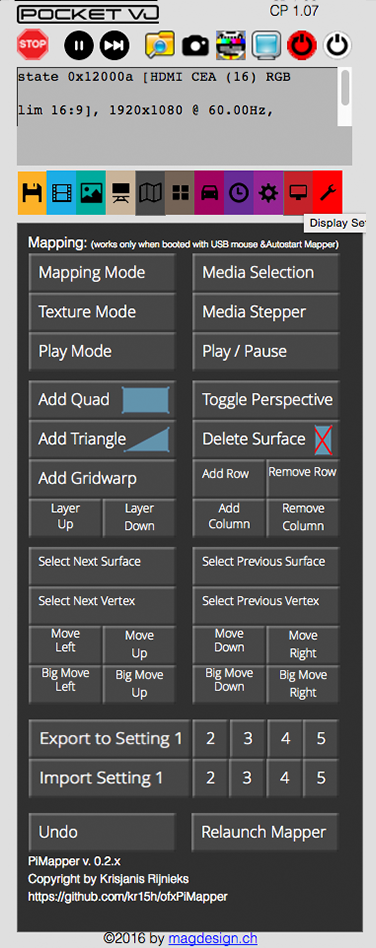 POCKET VJ
CP 1.07
STOP
state 0x12000a [HDMI CEA (16) RGB
lim 16:9], 1920x1080 @ 60.00Hz,
Display Se
Mapping: (works only when booted with USB mouse &Autostart Mapper)
Mapping Mode
Media Selection
Texture Mode
Media Stepper
Play Mode
Play / Pause
Add Quad
Toggle Perspective
Add Triangle
Delete Surface
Add Gridwarp
Add Row
Remove Row
Layer
Up
Layer
Down
Add
Column
Remove
Column
Select Next Surface
Select Previous Surface
Select Next Vertex
Select Previous Vertex
Move
Left
Move
Up
Move
Down
Move
Right
Big Move
Left
Big Move
Up
Big Move
Down
Big Move
Right
Export to Setting 1
2
3
4
5
Import Setting 1
2
3
4
5
Undo
Relaunch Mapper
PiMapper v. 0.2.x
Copyright by Krisjanis Rijnieks
https://github.com/kr15h/ofxPiMapper
©2016 by magdesign.ch